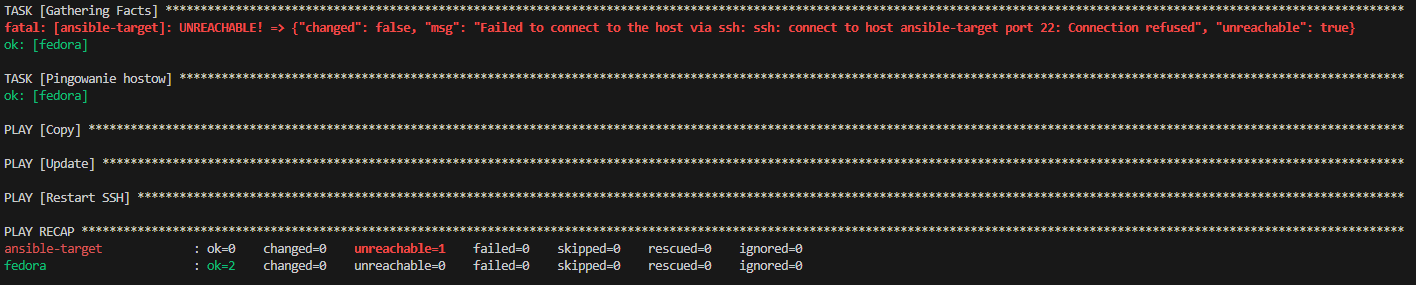 TASK [Gathering Facts] ****************************************************************************************************************************************************************************
fatal: [ansible-target]: UNREACHABLE! => {"changed": false, "msg": "Failed to connect to the host via ssh: ssh: connect to host ansible-target port 22: Connection refused", "unreachable": true}
ok: [fedora]
TASK [Pingowanie hostow] **************************************************************************************************************************************************************************
ok: [fedora]
PLAY [Copy] ***************************************************************************************************************************************************************************************
PLAY [Update] *************************************************************************************************************************************************************************************
PLAY [Restart SSH] ********************************************************************************************************************************************************************************
PLAY RECAP ****************************************************************************************************************************************************************************************
ansible-target : ok=0 changed=0 unreachable=1 failed=0 skipped=0 rescued=0 ignored=0
fedora : ok=2 changed=0 unreachable=0 failed=0 skipped=0 rescued=0 ignored=0